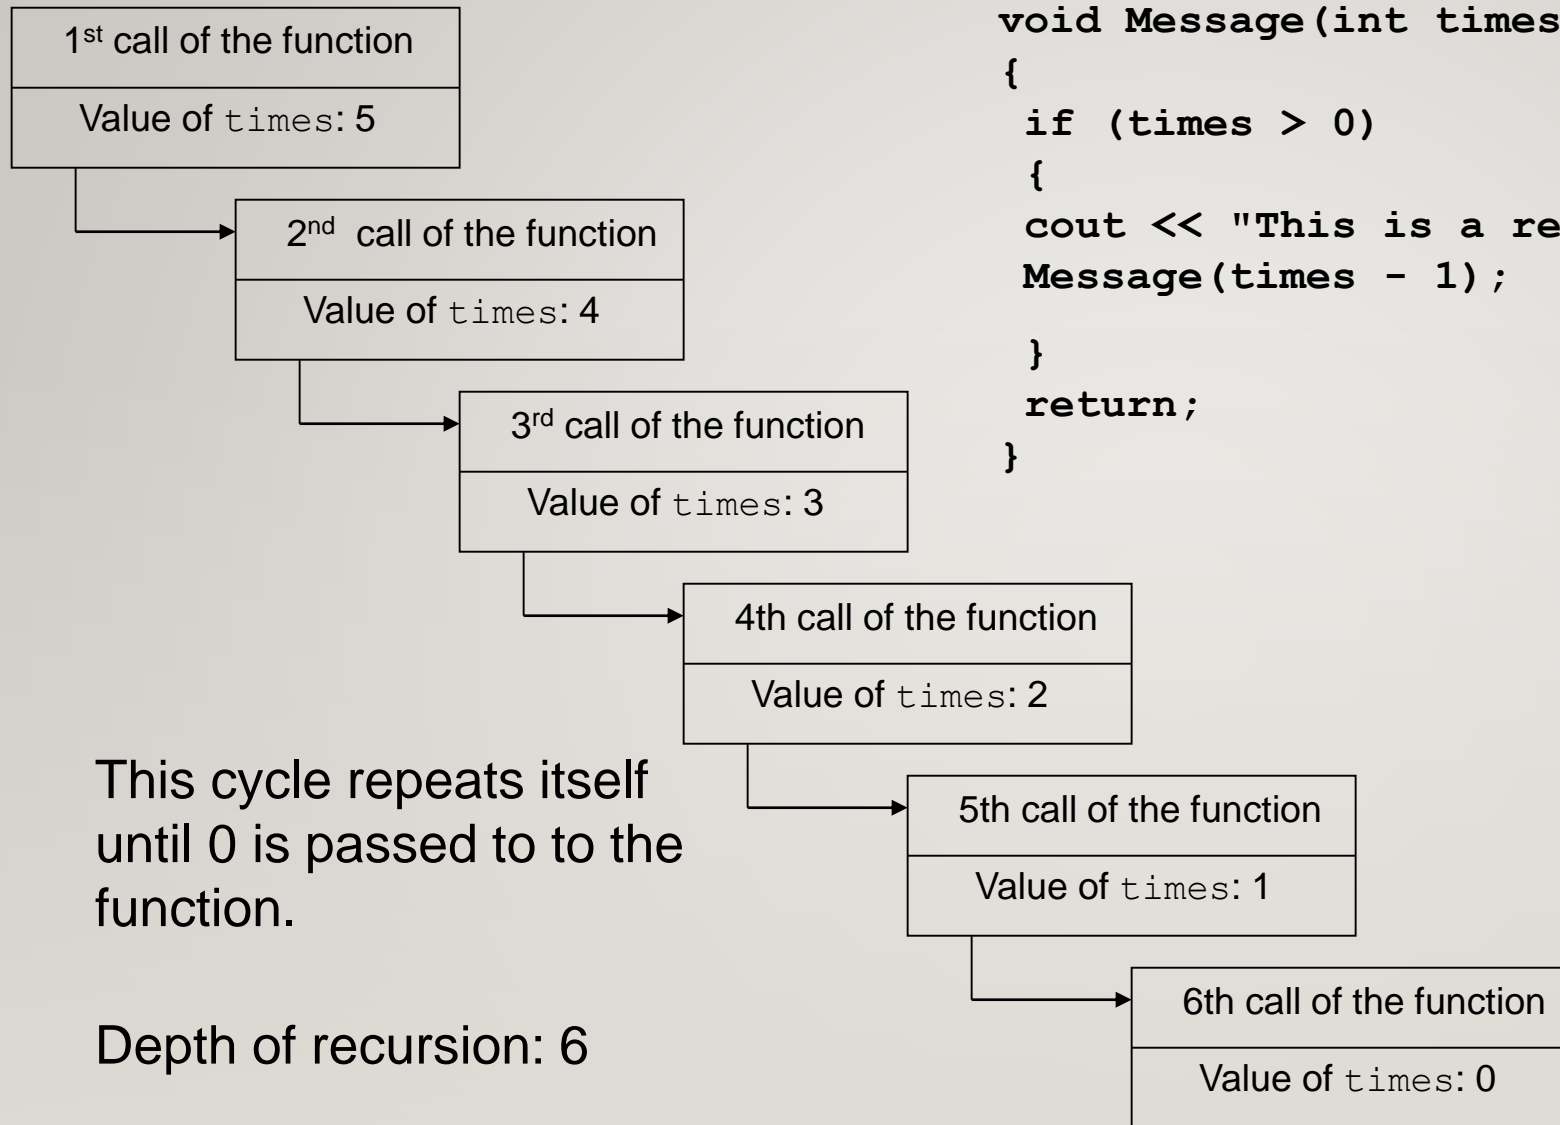 1st call of the function
Value of times: 5
2nd call of the function
Value of times: 4
3rd call of the function
Value of times: 3
4th call of the function
Value of times: 2
5th call of the function
Value of times: 1
6th call of the function
Value of times: 0
void Message(int times
{
if (times > 0)
{
cout << "This is a re
Message(times - 1);
}
return;
}
This cycle repeats itself
until 0 is passed to to the
function.
Depth of recursion: 6